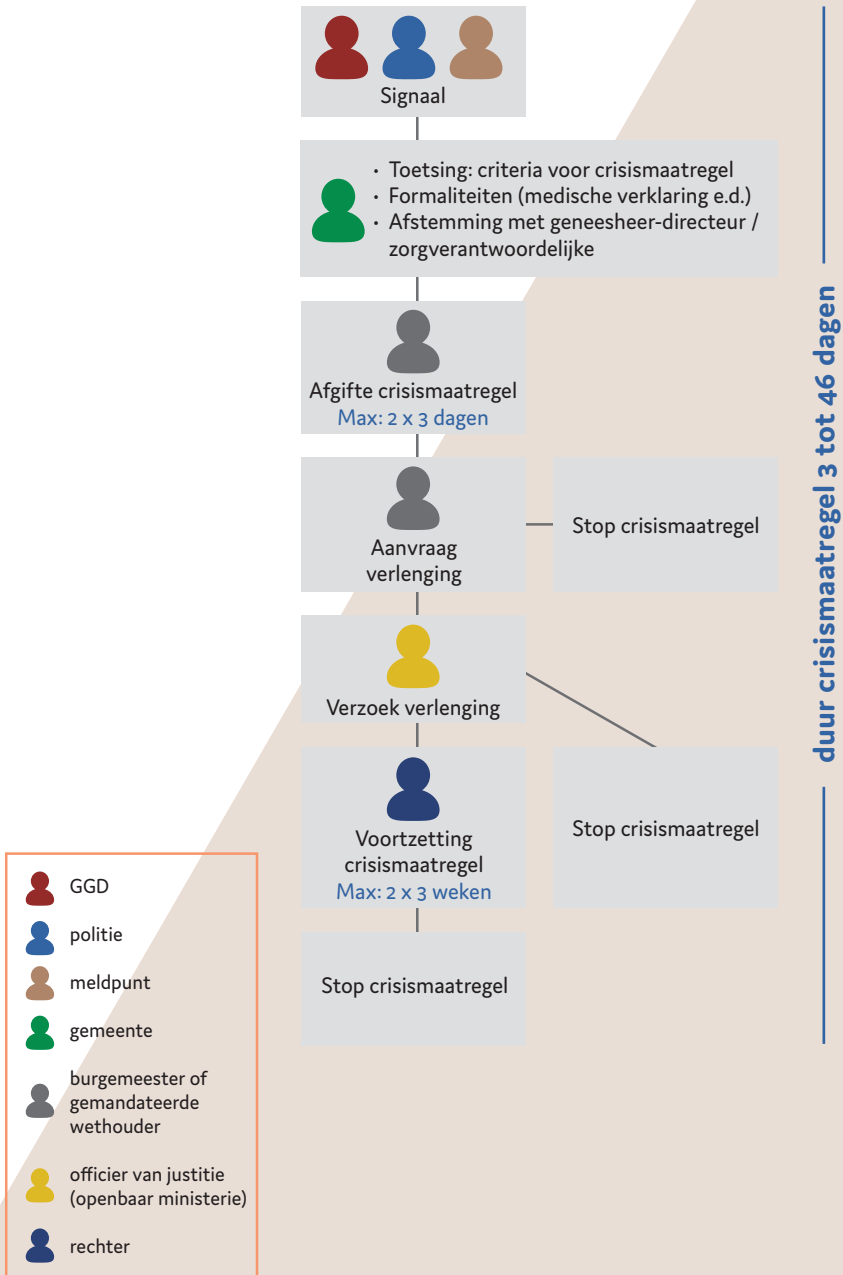 Signaal
• Toetsing: criteria voor crisismaatregel
• Formaliteiten (medische verklaring e.d.)
• Afstemming met geneesheer-directeur /
zorgverantwoordelijke
Afgifte crisismaatregel
Max: 2 x 3 dagen
Aanvraag
verlenging
Stop crisismaatregel
Verzoek verlenging
Voortzetting
crisismaatregel
Max: 2 x 3 weken
Stop crisismaatregel
Stop crisismaatregel
duur crisismaatregel 3 tot 46 dagen
GGD
politie
meldpunt
gemeente
burgemeester of
gemandateerde
wethouder
officier van justitie
(openbaar ministerie)
rechter